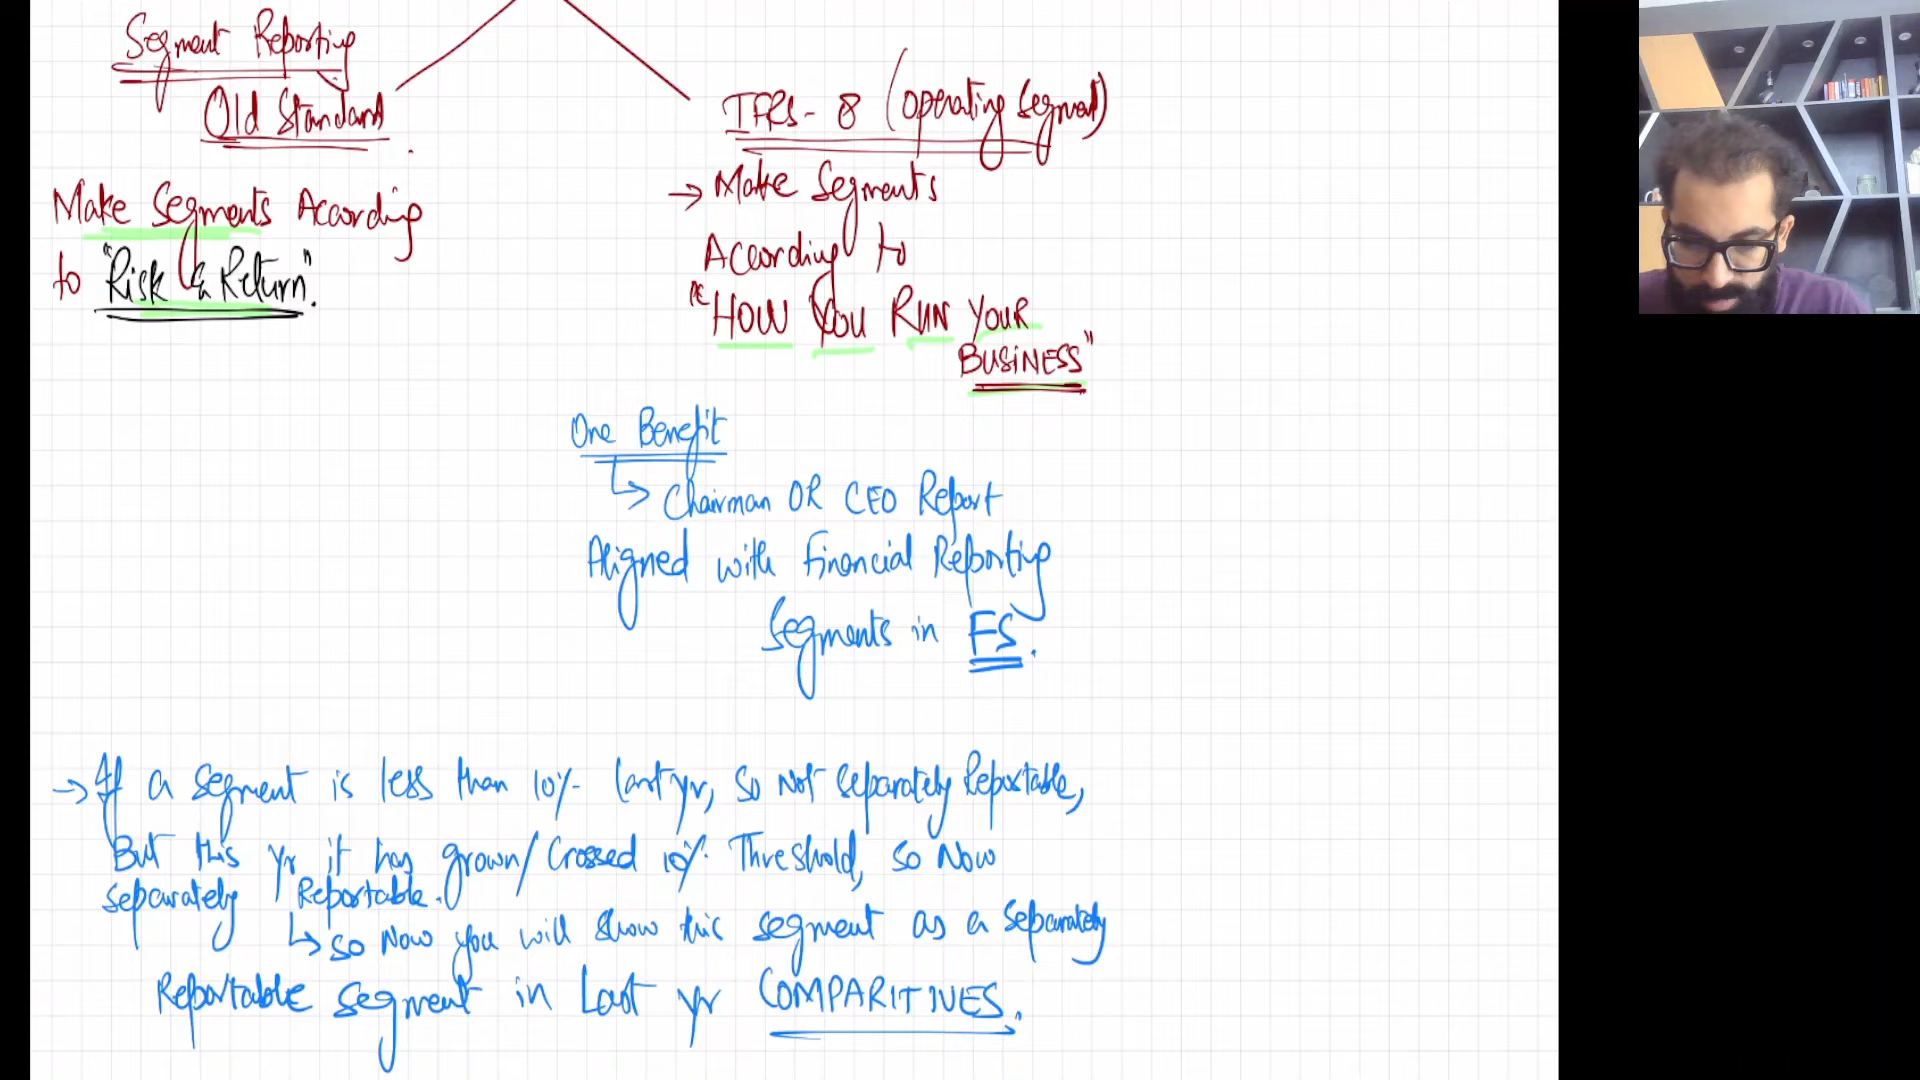 Segment Reporting
Old Standard
Make Segments According
to "Risk & Return".
IFRS-8 (Operating Segment)
→ Make Segments
According to
"HOW YOU RUN YOUR
BUSINESS"
One Benefit
↳ Chairman OR CEO Report
Aligned with Financial Reporting
Segments in FS.
→ If a segment is less than 10% last yr, so Not separately Reportable,
But this yr it has grown/crossed 10% Threshold, so Now
separately Reportable.
↳ so Now you will show this segment as a separately
Reportable segment in Last yr COMPARITIVES.